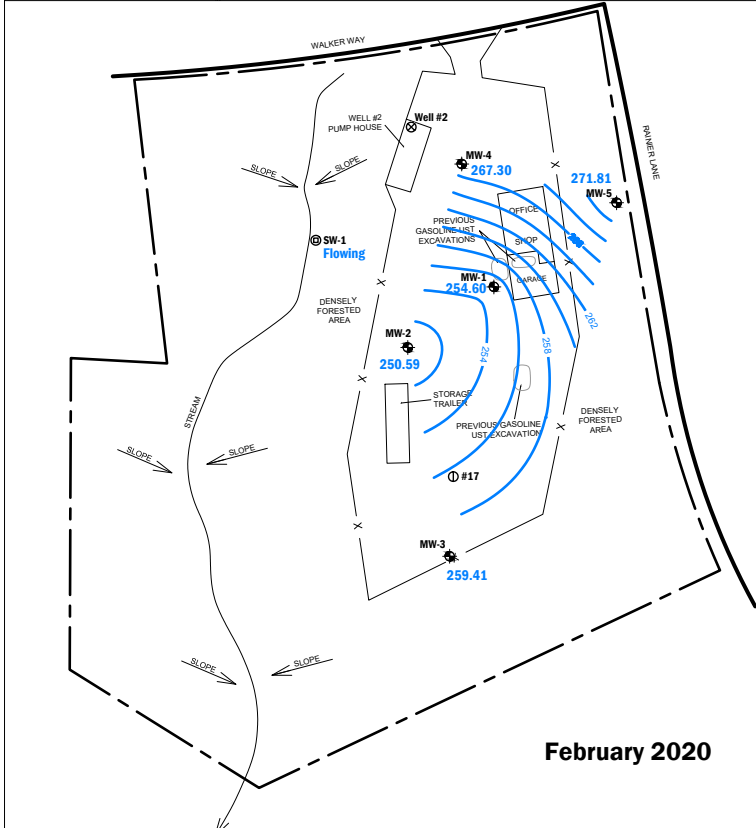 WALKER WAY
RAINIER LANE
WELL #2
PUMP HOUSE
Well #2
SLOPE
SLOPE
MW-4
267.30
271.81
MW-5
OFFICE
PREVIOUS
GASOLINE UST
EXCAVATIONS
SHOP
SW-1
Flowing
GARAGE
MW-1
254.60
DENSELY
FORESTED
AREA
262
MW-2
250.59
254
258
STORAGE
TRAILER
STREAM
PREVIOUS GASOLINE
UST EXCAVATION
DENSELY
FORESTED
AREA
SLOPE
SLOPE
#17
MW-3
259.41
SLOPE
SLOPE
February 2020